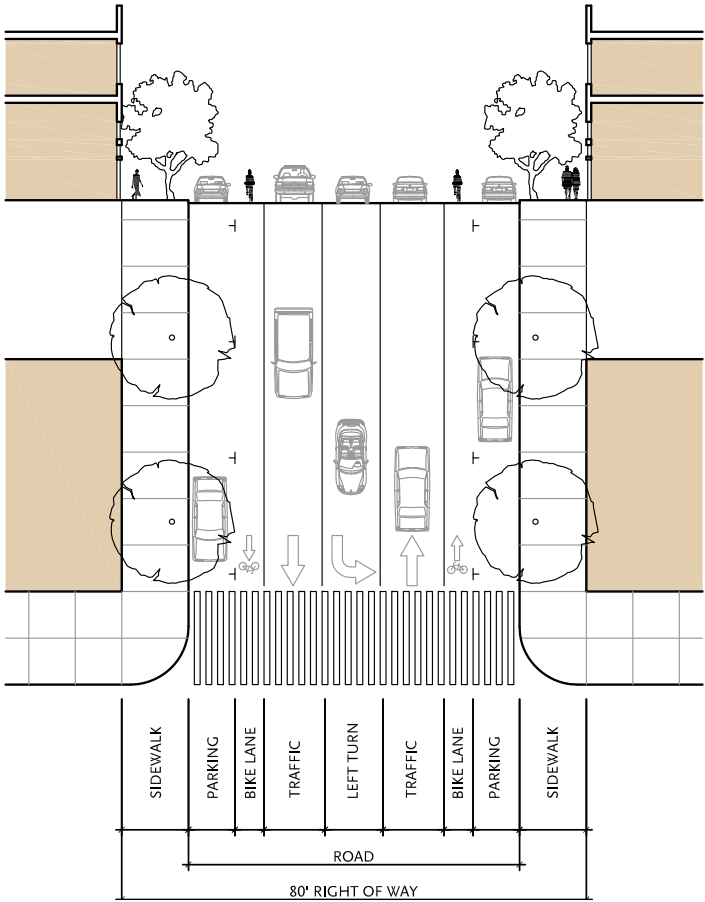 SIDEWALK
PARKING
BIKE LANE
TRAFFIC
LEFT TURN
TRAFFIC
BIKE LANE
PARKING
SIDEWALK
ROAD
80' RIGHT OF WAY